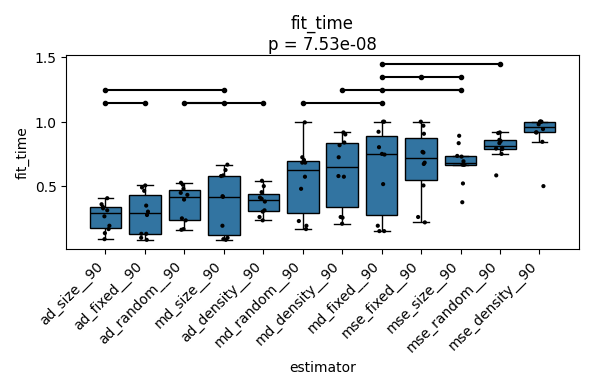 fit_time
p = 7.53e-08
1.5
1.0
0.5
fit_time
ad_size__90
ad_fixed__90
ad_random__90
md_size__90
ad_density__90
md_random__90
md_density__90
md_fixed__90
mse_fixed__90
mse_size__90
mse_random__90
mse_density__90
estimator